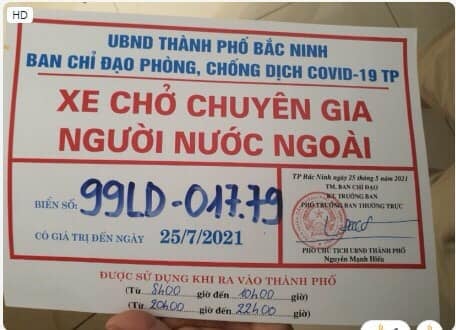 HD
UBND THÀNH PHỐ BẮC NINH
BAN CHỈ ĐẠO PHÒNG, CHỐNG DỊCH COVID-19 TP
XE CHỞ CHUYÊN GIA
NGƯỜI NƯỚC NGOÀI
BIỂN SỐ: 99LD-017.79
CÓ GIÁ TRỊ ĐẾN NGÀY 25/7/2021
TP Bắc Ninh ngày 25 tháng 5 năm 2021
TM. BAN CHỈ ĐẠO
KT. TRƯỞNG BAN
PHÓ TRƯỞNG BAN THƯỜNG TRỰC
PHÓ CHỦ TỊCH UBND THÀNH PHỐ
Nguyễn Mạnh Hiếu
ĐƯỢC SỬ DỤNG KHI RA VÀO THÀNH PHỐ
(Từ 8h00 giờ đến 10h00 giờ)
(Từ 20h00 giờ đến 22h00 giờ)